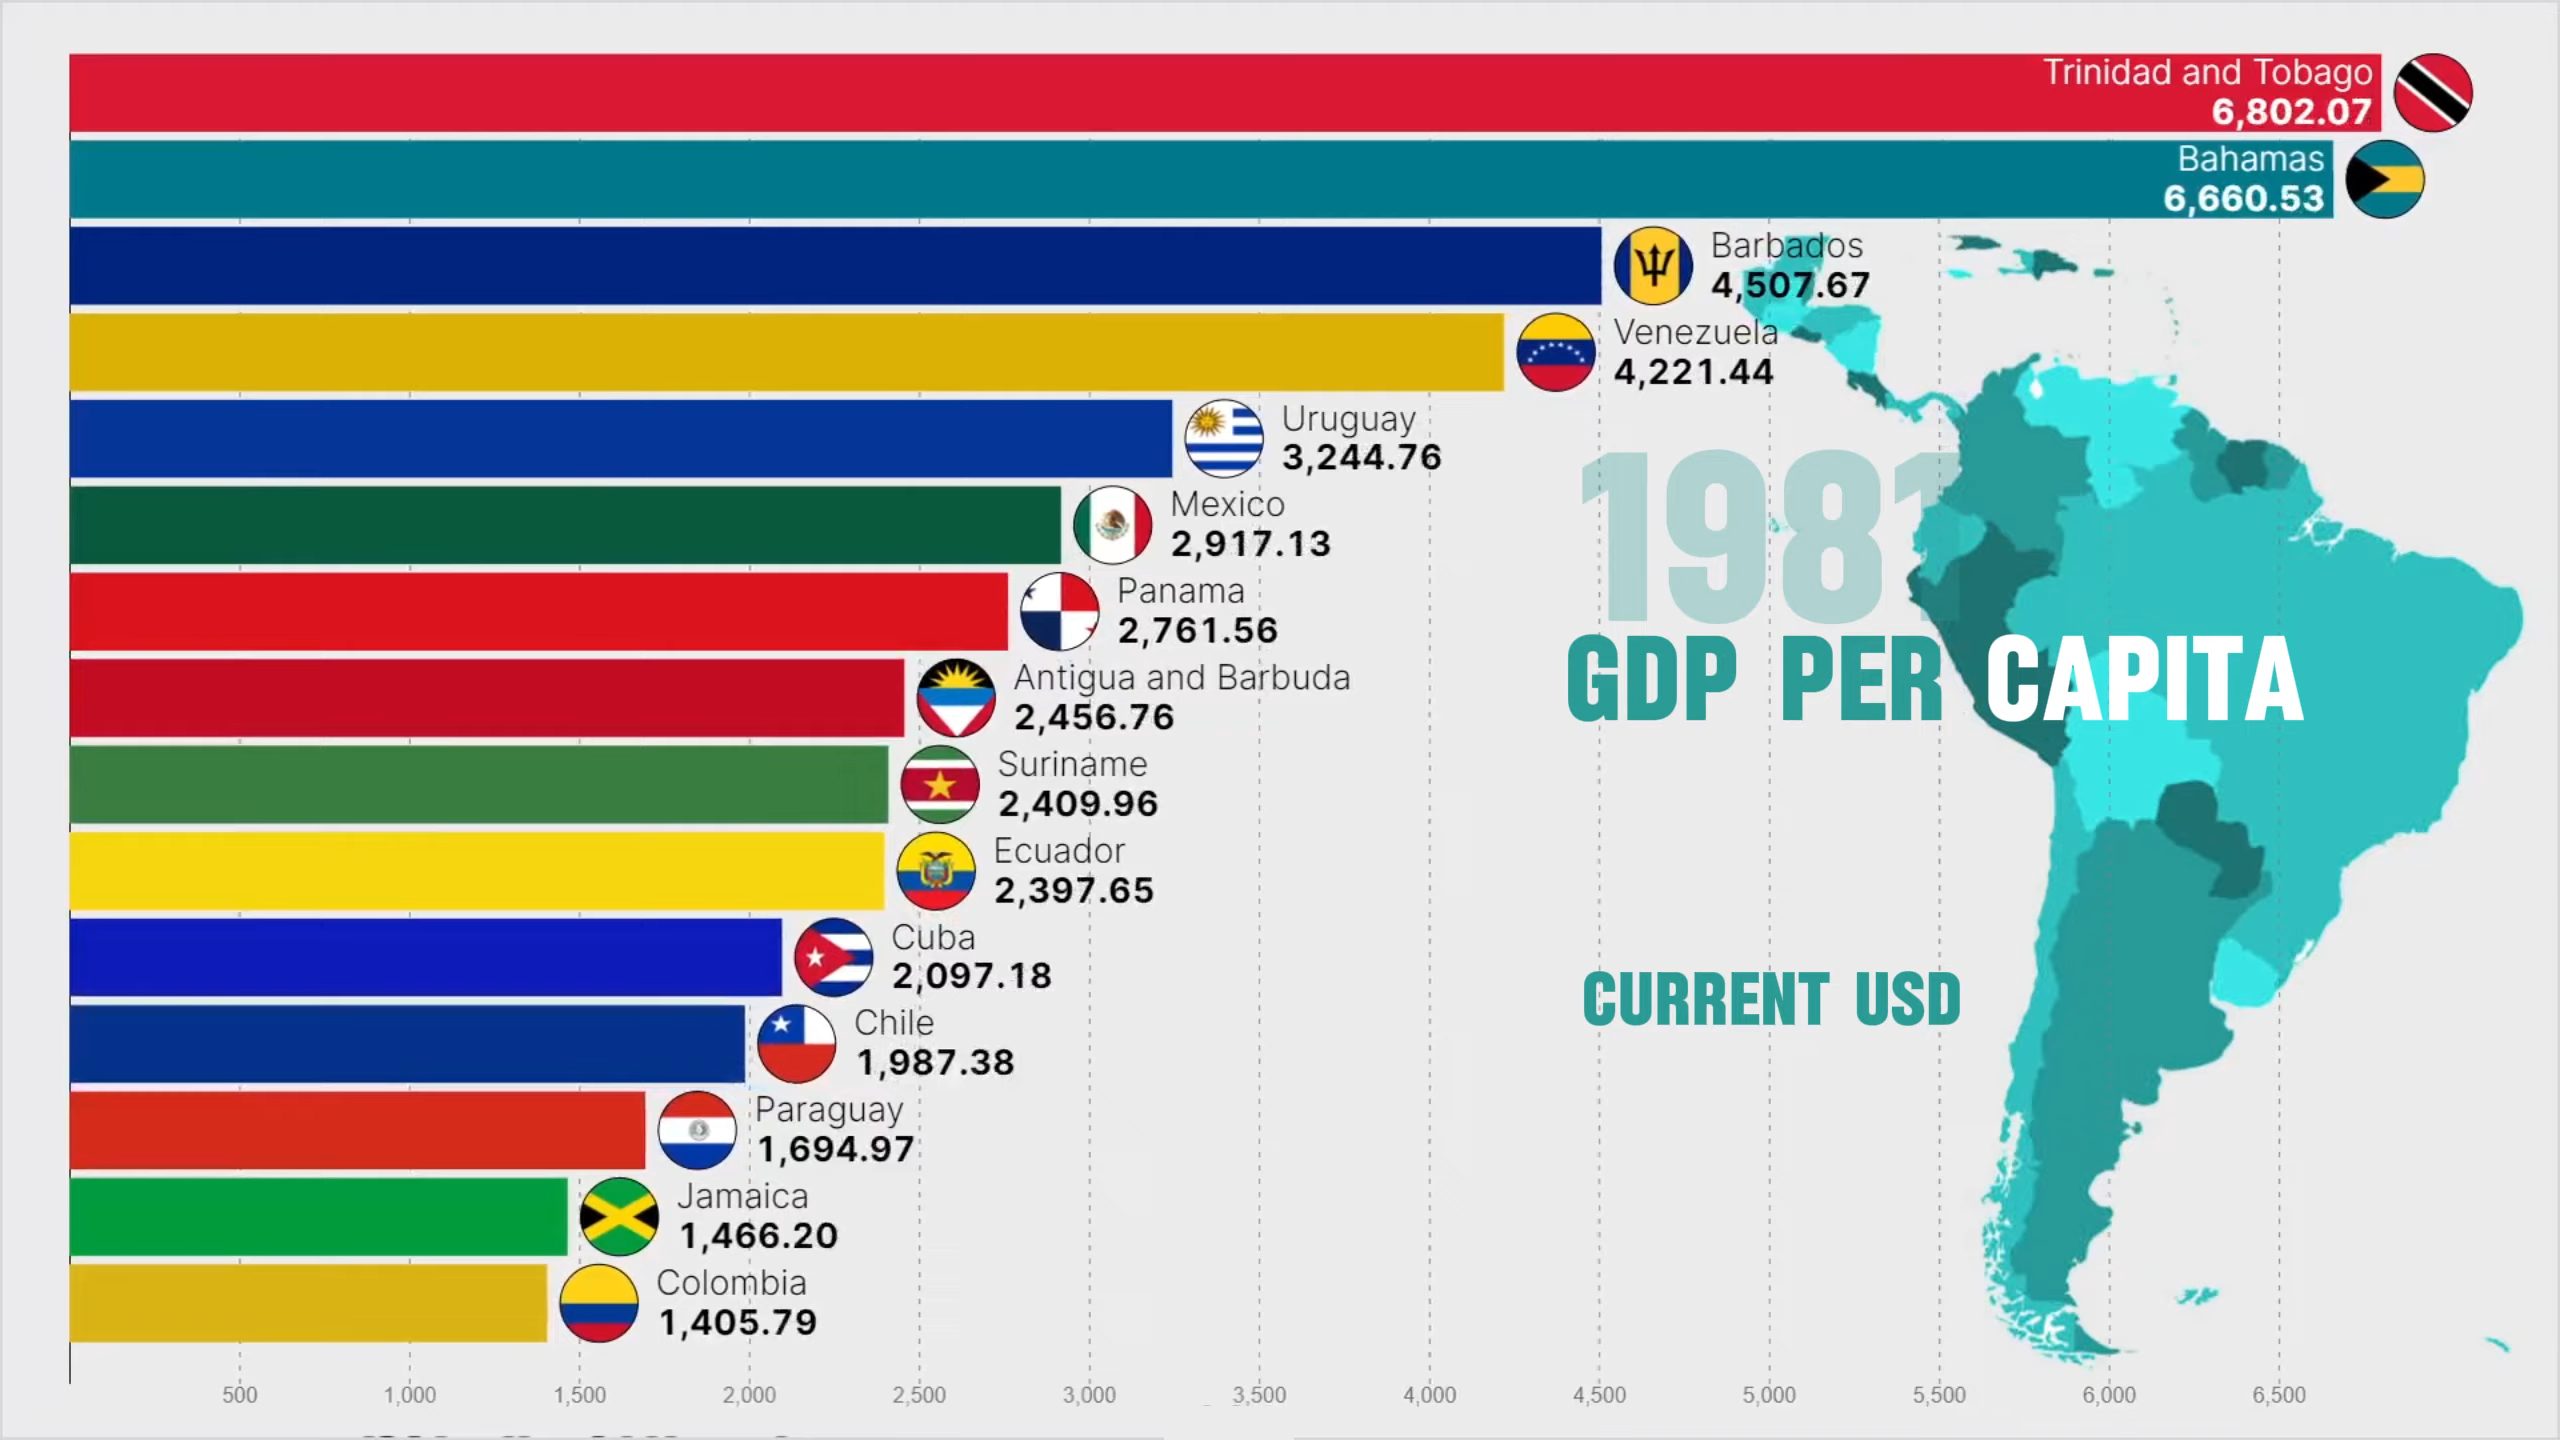 Trinidad and Tobago
6,802.07
Bahamas
6,660.53
Barbados
4,507.67
Venezuela
4,221.44
Uruguay
3,244.76
Mexico
2,917.13
Panama
2,761.56
Antigua and Barbuda
2,456.76
Suriname
2,409.96
Ecuador
2,397.65
Cuba
2,097.18
Chile
1,987.38
Paraguay
1,694.97
Jamaica
1,466.20
Colombia
1,405.79
1981
GDP PER CAPITA
CURRENT USD
500 1,000 1,500 2,000 2,500 3,000 3,500 4,000 4,500 5,000 5,500 6,000 6,500